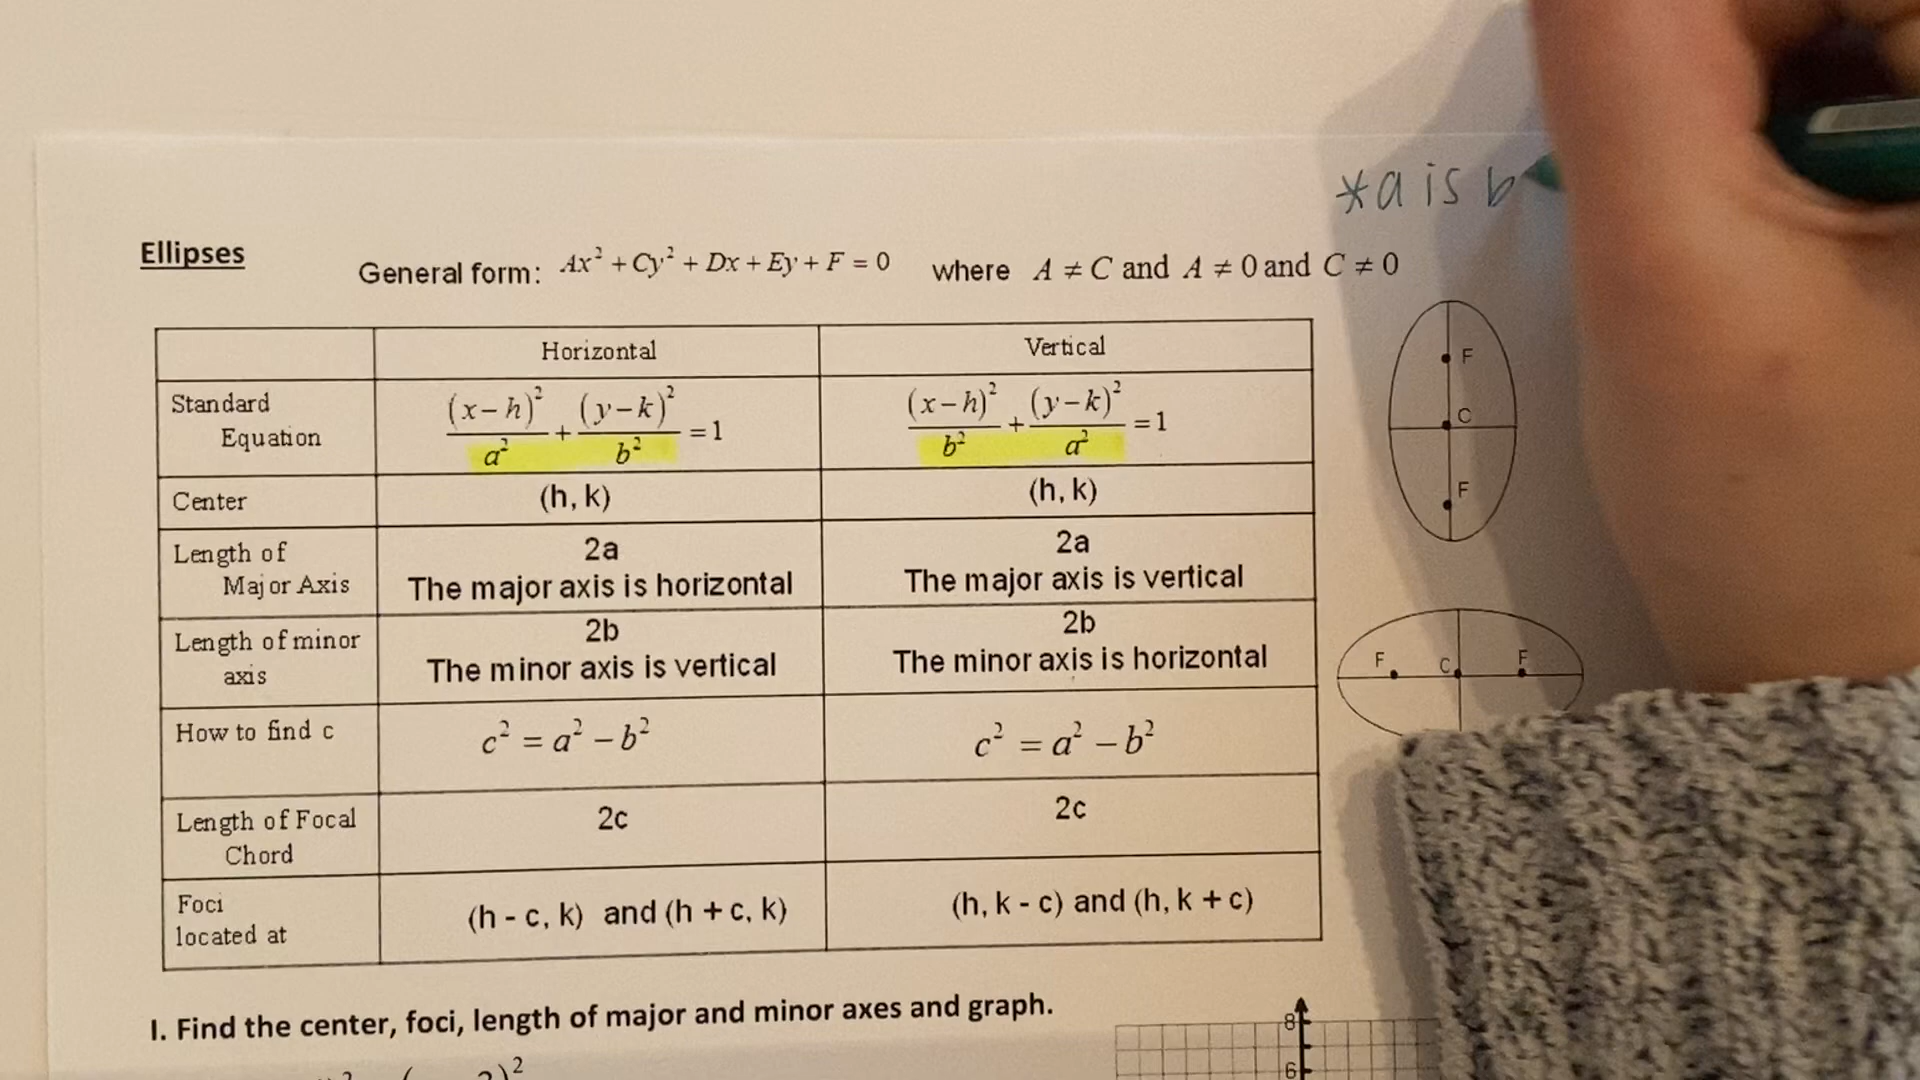 *a is b
Ellipses
General form: Ax² + Cy² + Dx + Ey + F = 0 where A ≠ C and A ≠ 0 and C ≠ 0
Horizontal
Vertical
Standard
Equation
(x-h)²/a² + (y-k)²/b² = 1
(x-h)²/b² + (y-k)²/a² = 1
Center
(h, k)
(h, k)
Length of
Major Axis
2a
The major axis is horizontal
2a
The major axis is vertical
Length of minor
axis
2b
The minor axis is vertical
2b
The minor axis is horizontal
How to find c
c² = a² - b²
c² = a² - b²
Length of Focal
Chord
2c
2c
Foci
located at
(h - c, k) and (h + c, k)
(h, k - c) and (h, k + c)
F
C
F
F C F
I. Find the center, foci, length of major and minor axes and graph.
8
6